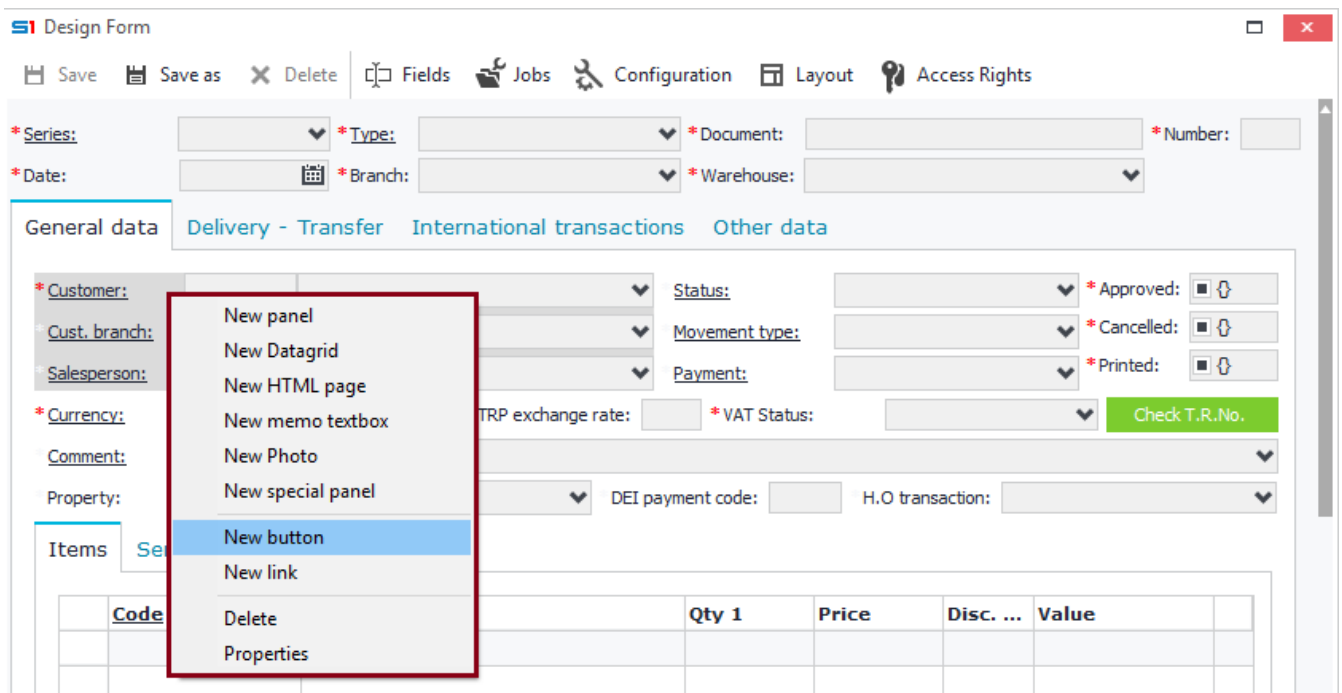 S1 Design Form
Save Save as Delete Fields Jobs Configuration Layout Access Rights
*Series: *Type: *Document: *Number:
*Date: *Branch: *Warehouse:
General data Delivery - Transfer International transactions Other data
*Customer: Status: *Approved: {}
Cust. branch: Movement type: *Cancelled: {}
Salesperson: Payment: *Printed: {}
*Currency: TRP exchange rate: *VAT Status: Check T.R.No.
Comment:
Property: DEI payment code: H.O transaction:
New panel
New Datagrid
New HTML page
New memo textbox
New Photo
New special panel
New button
New link
Delete
Properties
Items
Code Qty 1 Price Disc. ... Value